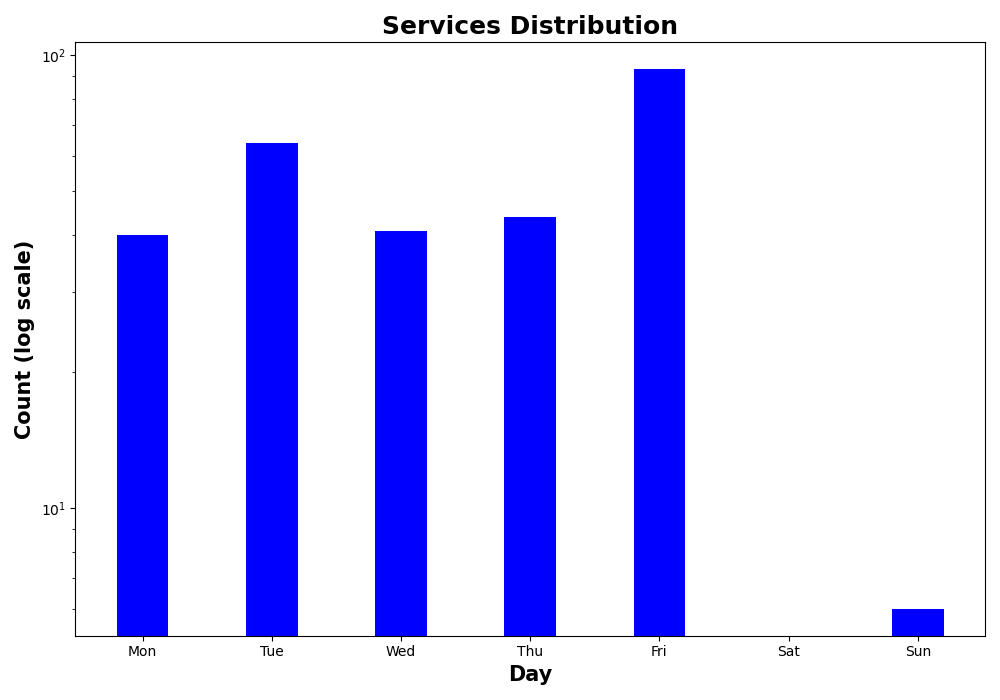 Services Distribution
10²
10¹
Count (log scale)
Mon Tue Wed Thu Fri Sat Sun
Day